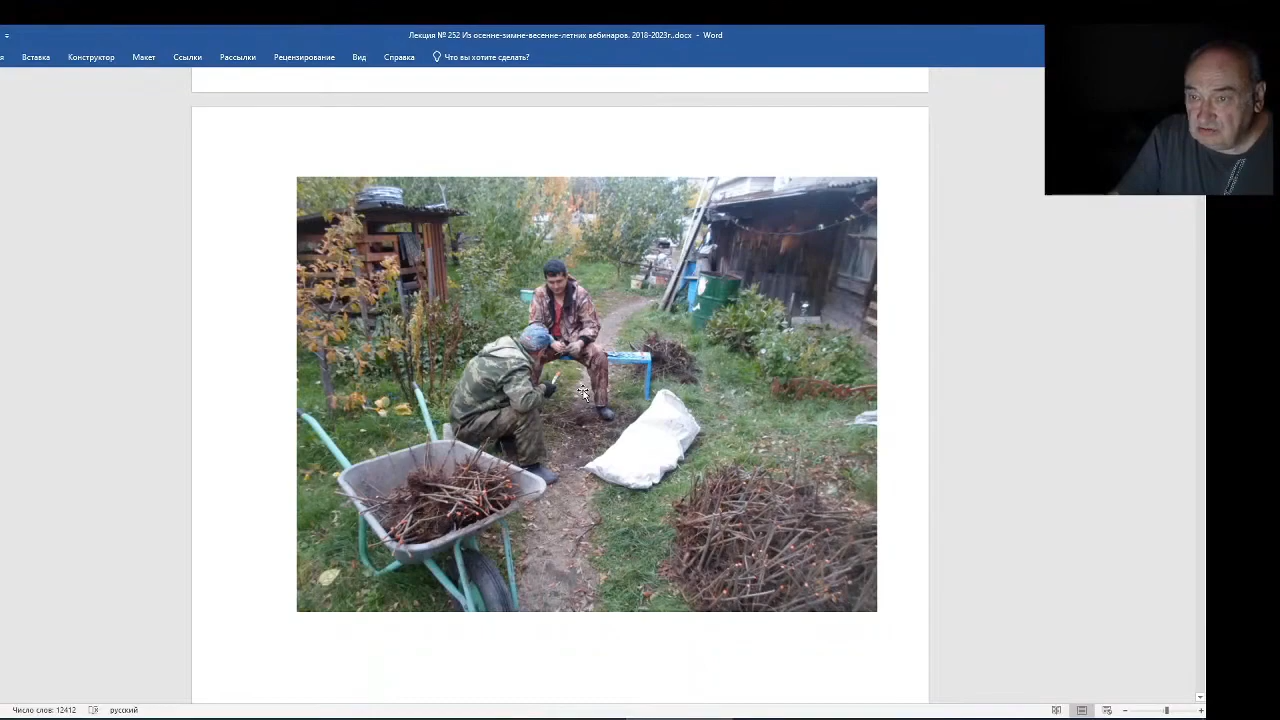 Лекция № 252 Из осенне-зимне-весенне-летних вебинаров. 2018-2023г..docx - Word
я Вставка Конструктор Макет Ссылки Рассылки Рецензирование Вид Справка Что вы хотите сделать?
Число слов: 12412 русский